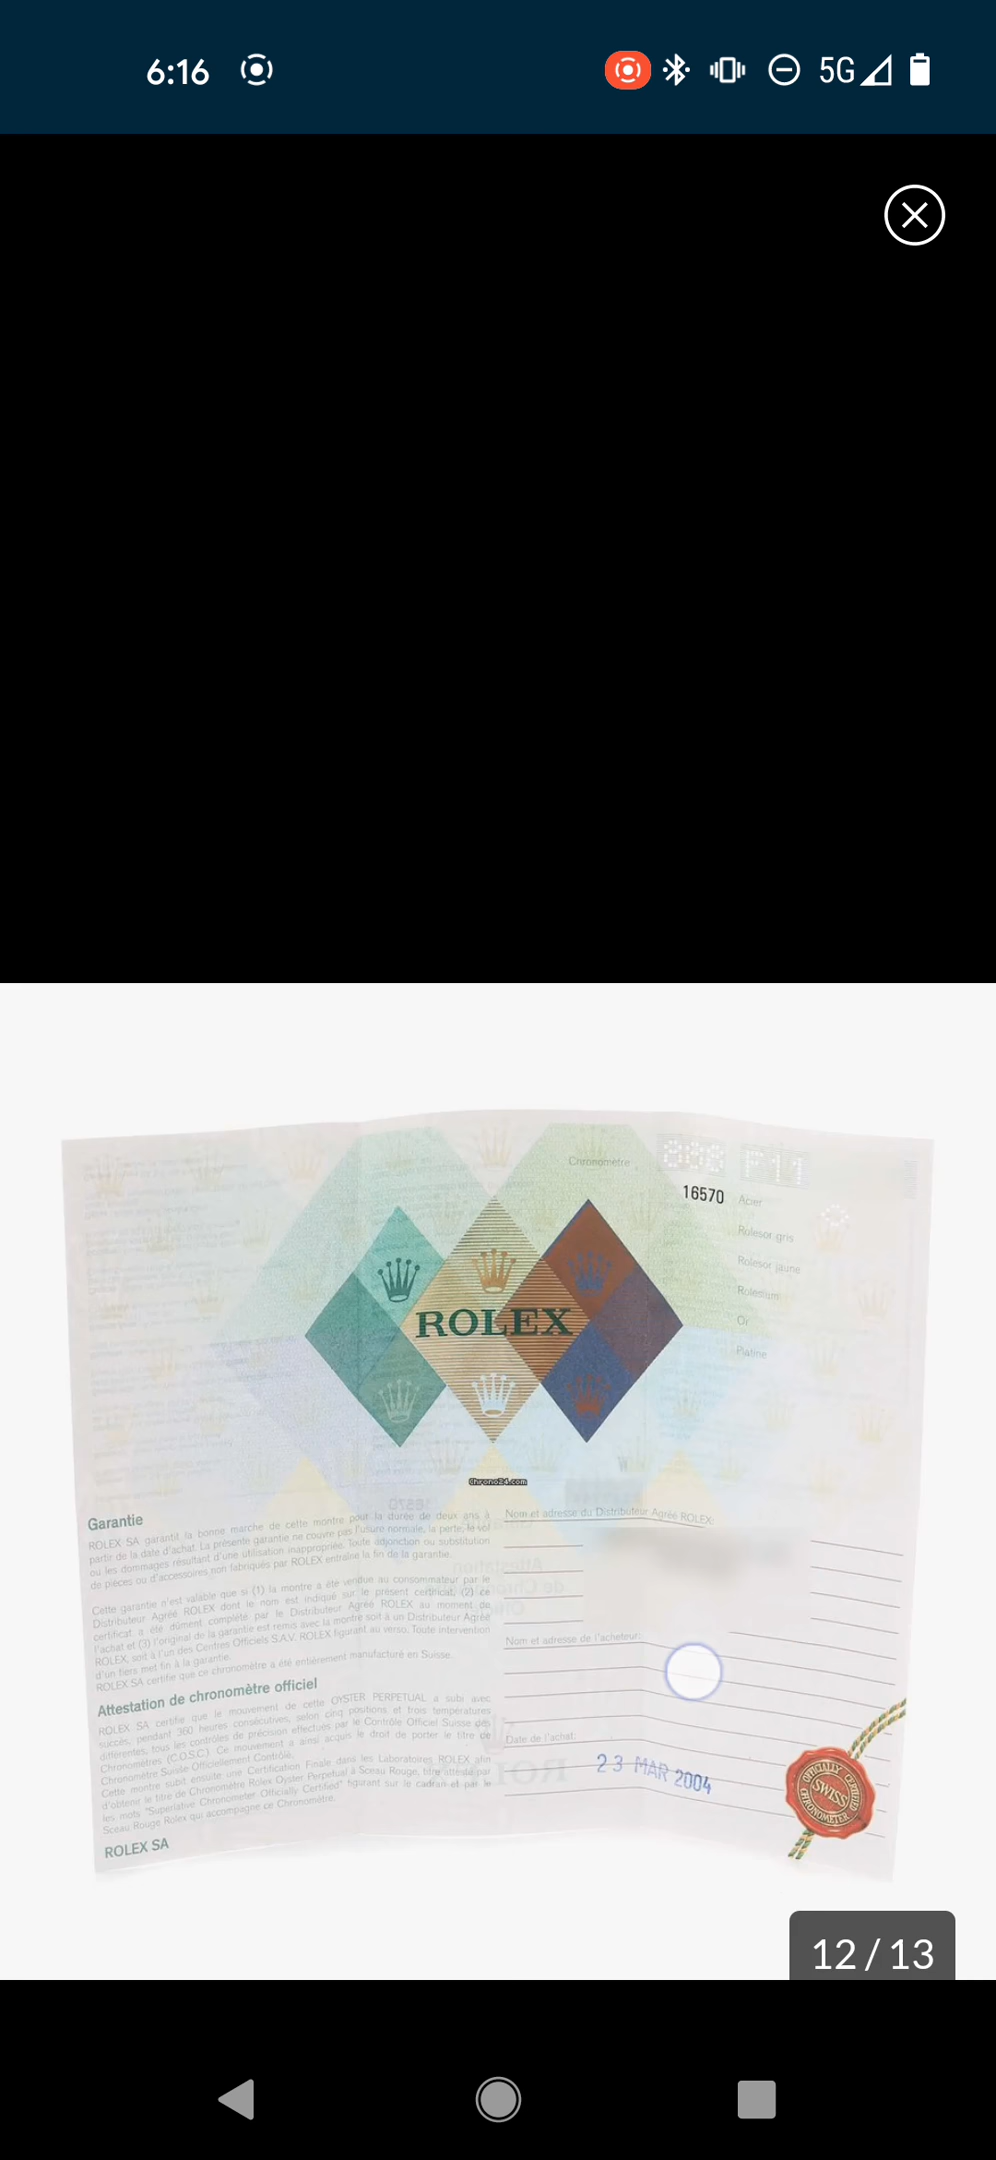 6:16
5G
Chronomètre
16570
Acier
Rolesor gris
Rolesor jaune
Rolesium
Or
Platine
ROLEX
Chrono24.com
Garantie
ROLEX SA garantit la bonne marche de cette montre pour la durée de deux ans à
partir de la date d'achat. La présente garantie ne couvre pas l'usure normale, la perte, le vol
ou les dommages résultant d'une utilisation inappropriée. Toute adjonction ou substitution
de pièces ou d'accessoires non fabriqués par ROLEX entraîne la fin de la garantie.
Cette garantie n'est valable que si (1) la montre a été vendue au consommateur par le
Distributeur Agréé ROLEX dont le nom est indiqué sur le présent certificat, (2) ce
certificat a été dûment complété par le Distributeur Agréé ROLEX au moment de
l'achat et (3) l'original de la garantie est remis avec la montre soit à un Distributeur Agréé
ROLEX, soit à l'un des Centres Officiels S.A.V. ROLEX figurant au verso. Toute intervention
d'un tiers met fin à la garantie.
ROLEX SA certifie que ce chronomètre a été entièrement manufacturé en Suisse.
Attestation de chronomètre officiel
ROLEX SA certifie que le mouvement de cette OYSTER PERPETUAL a subi avec
succès, pendant 360 heures consécutives, selon cinq positions et trois températures
différentes, tous les contrôles de précision effectués par le Contrôle Officiel Suisse des
Chronomètres (C.O.S.C.). Ce mouvement a ainsi acquis le droit de porter le titre de
Chronomètre Suisse Officiellement Contrôlé.
Cette montre subit ensuite une Certification Finale dans les Laboratoires ROLEX afin
d'obtenir le titre de Chronomètre Rolex Oyster Perpetual à Sceau Rouge, titre attesté par
les mots "Superlative Chronometer Officially Certified" figurant sur le cadran et par le
Sceau Rouge Rolex qui accompagne ce Chronomètre.
ROLEX SA
Nom et adresse du Distributeur Agréé ROLEX:
Nom et adresse de l'acheteur:
Date de l'achat:
23 MAR 2004
OFFICIALLY CERTIFIED
SWISS
CHRONOMETER
12 / 13